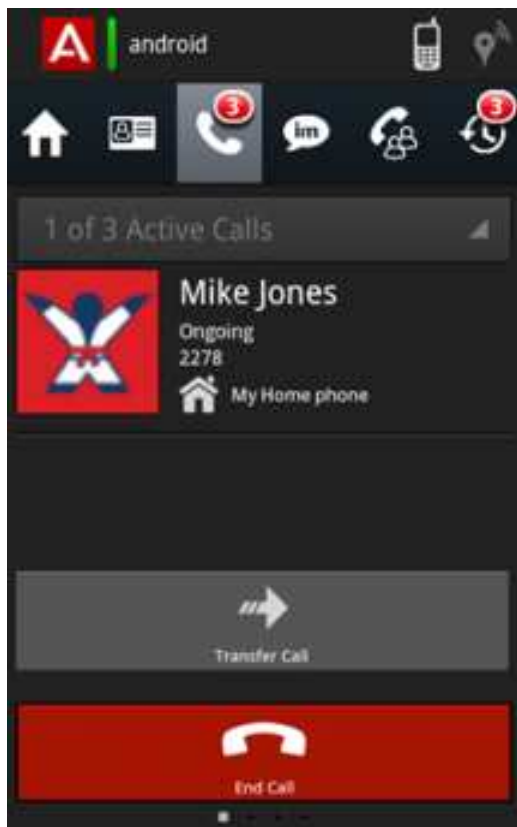 A android
3
im
3
1 of 3 Active Calls
Mike Jones
Ongoing
2278
My Home phone
Transfer Call
End Call